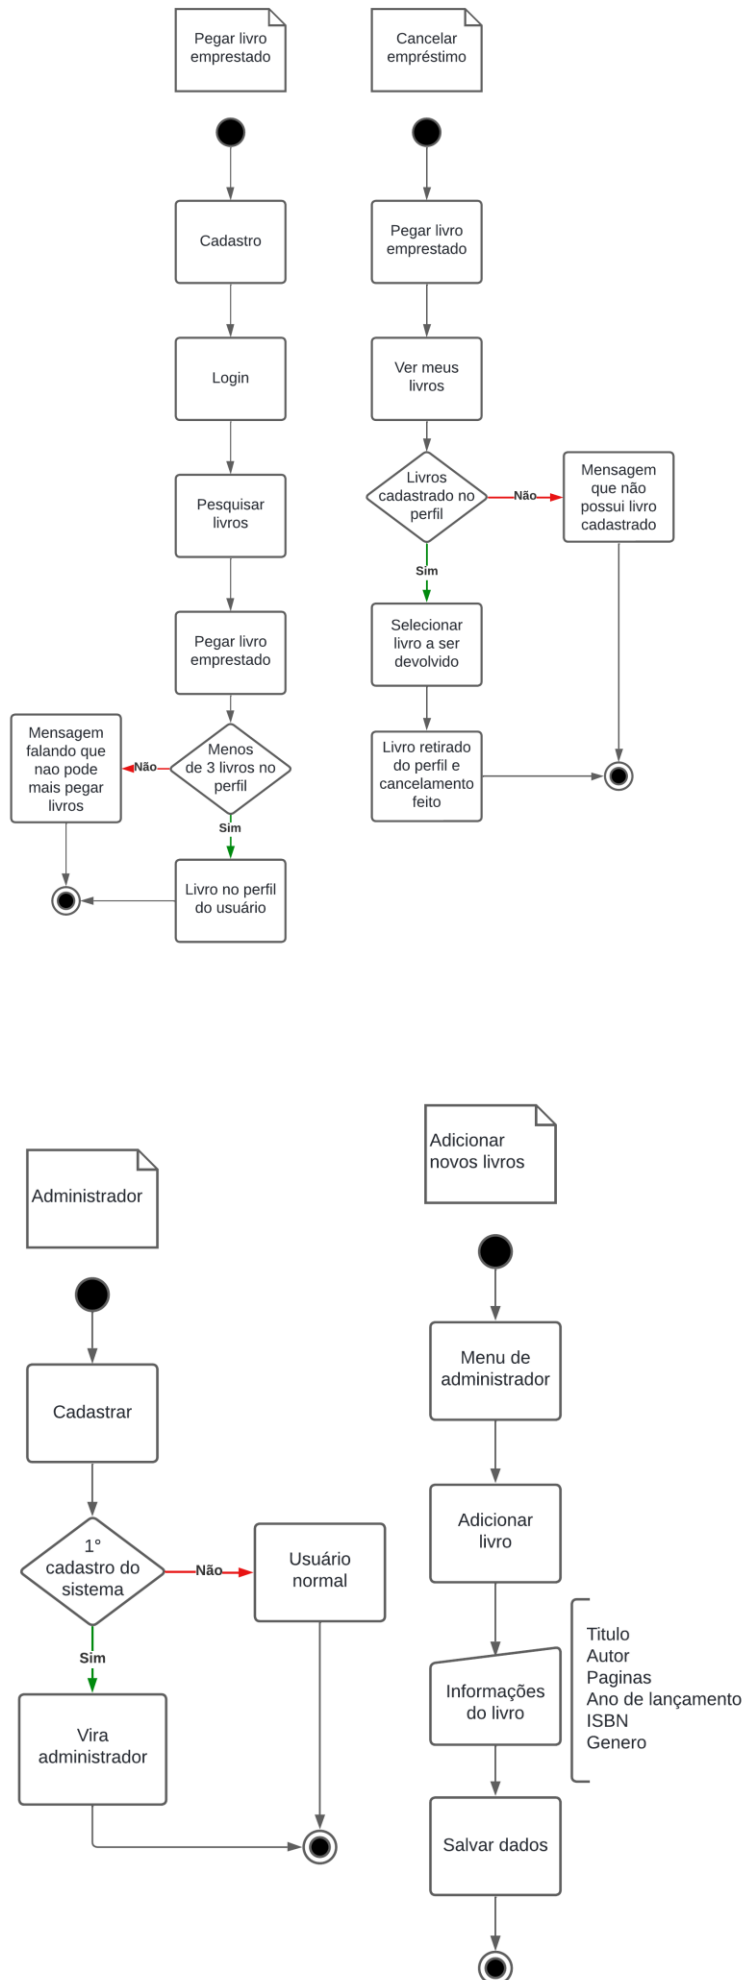 Pegar livro
emprestado
Cadastro
Login
Pesquisar
livros
Pegar livro
emprestado
Menos
de 3 livros no
perfil
Não
Mensagem
falando que
nao pode
mais pegar
livros
Sim
Livro no perfil
do usuário
Cancelar
empréstimo
Pegar livro
emprestado
Ver meus
livros
Livros
cadastrado no
perfil
Não
Mensagem
que não
possui livro
cadastrado
Sim
Selecionar
livro a ser
devolvido
Livro retirado
do perfil e
cancelamento
feito
Administrador
Cadastrar
1°
cadastro do
sistema
Não
Usuário
normal
Sim
Vira
administrador
Adicionar
novos livros
Menu de
administrador
Adicionar
livro
Informações
do livro
Titulo
Autor
Paginas
Ano de lançamento
ISBN
Genero
Salvar dados